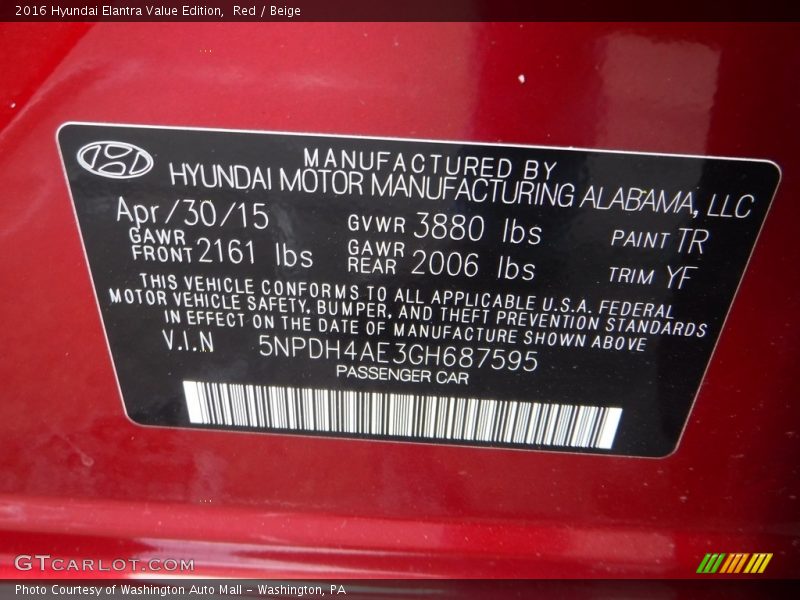 2016 Hyundai Elantra Value Edition, Red / Beige
MANUFACTURED BY
HYUNDAI MOTOR MANUFACTURING ALABAMA, LLC
Apr/30/15 GVWR 3880 lbs PAINT TR
GAWR FRONT 2161 lbs GAWR REAR 2006 lbs TRIM YF
THIS VEHICLE CONFORMS TO ALL APPLICABLE U.S.A. FEDERAL
MOTOR VEHICLE SAFETY, BUMPER, AND THEFT PREVENTION STANDARDS
IN EFFECT ON THE DATE OF MANUFACTURE SHOWN ABOVE
V.I.N 5NPDH4AE3GH687595
PASSENGER CAR
GTCARLOT.COM
Photo Courtesy of Washington Auto Mall - Washington, PA